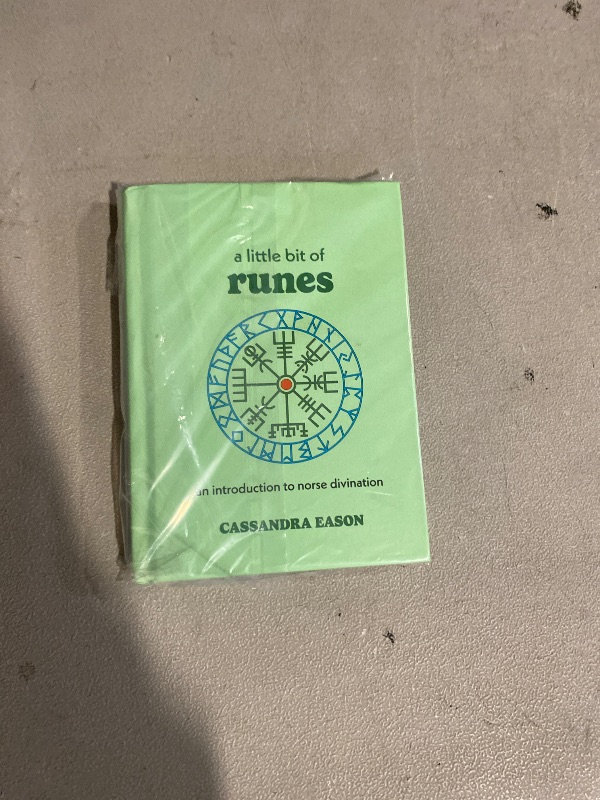 a little bit of
runes
an introduction to norse divination
CASSANDRA EASON